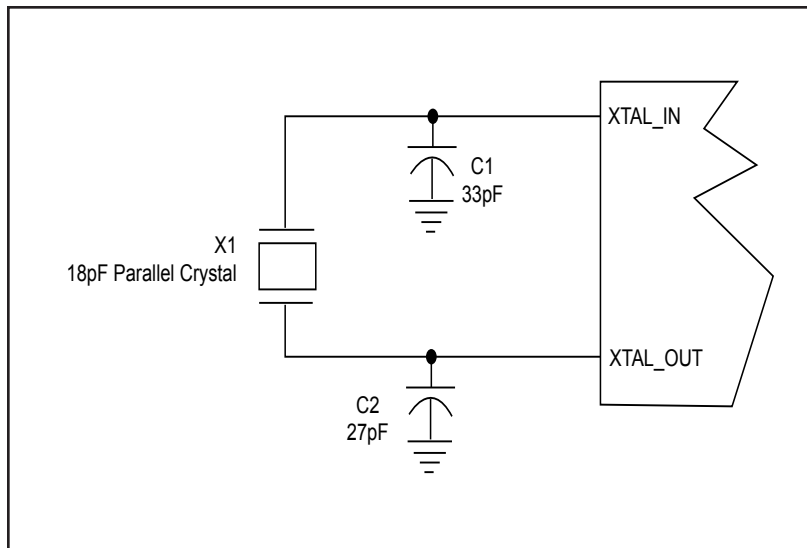 XTAL_IN
C1
33pF
X1
18pF Parallel Crystal
XTAL_OUT
C2
27pF